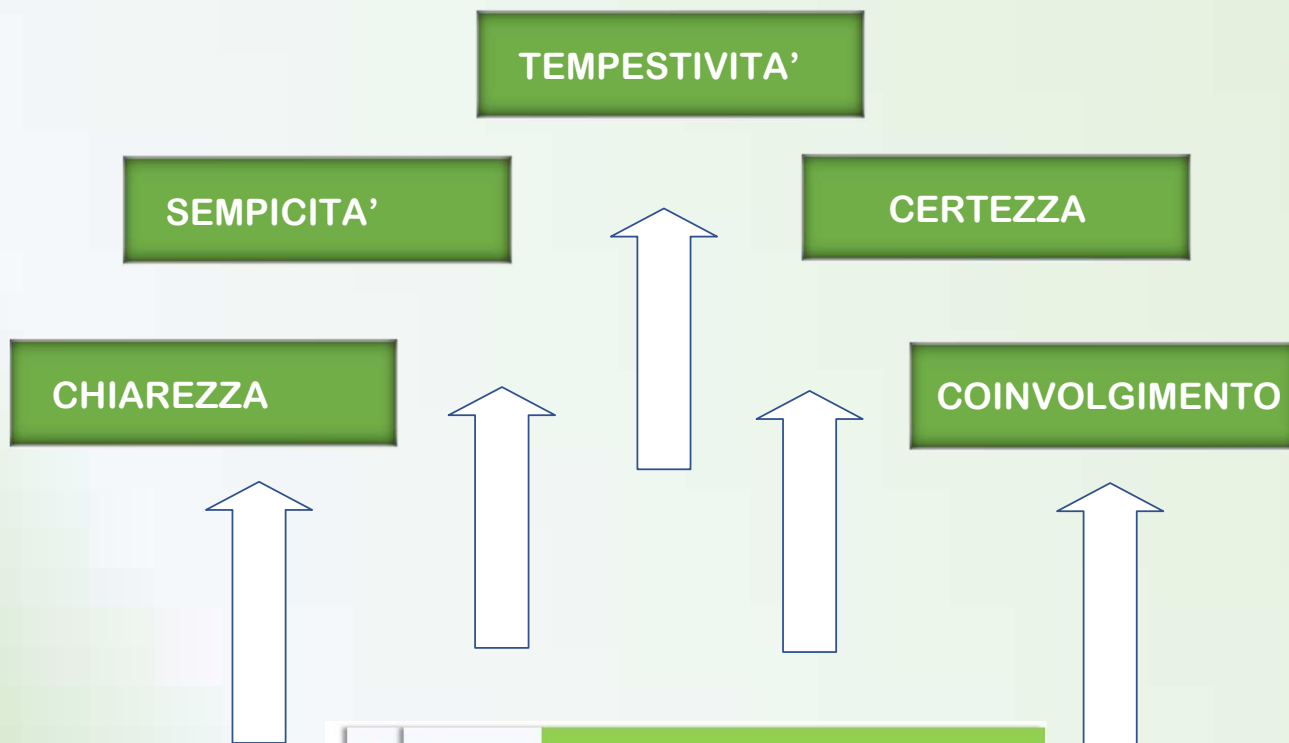 TEMPESTIVITA’
SEMPICITA’
CERTEZZA
CHIAREZZA
COINVOLGIMENTO